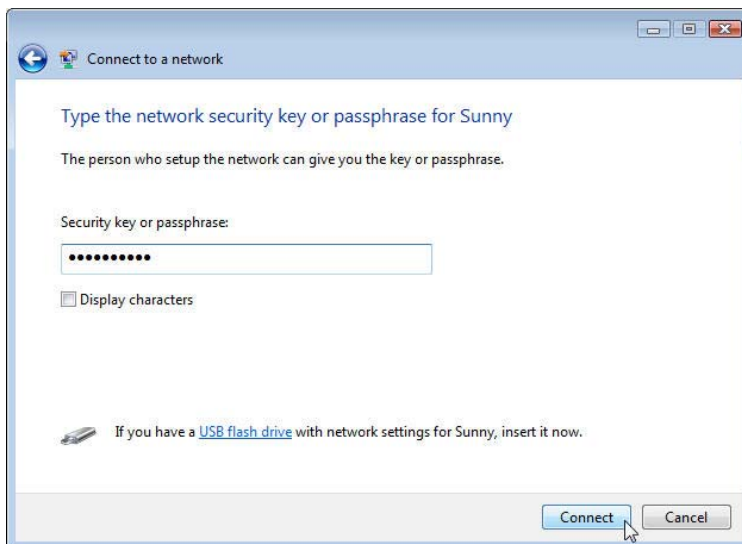 Connect to a network
Type the network security key or passphrase for Sunny
The person who setup the network can give you the key or passphrase.
Security key or passphrase:
••••••••••
Display characters
If you have a USB flash drive with network settings for Sunny, insert it now.
Connect Cancel